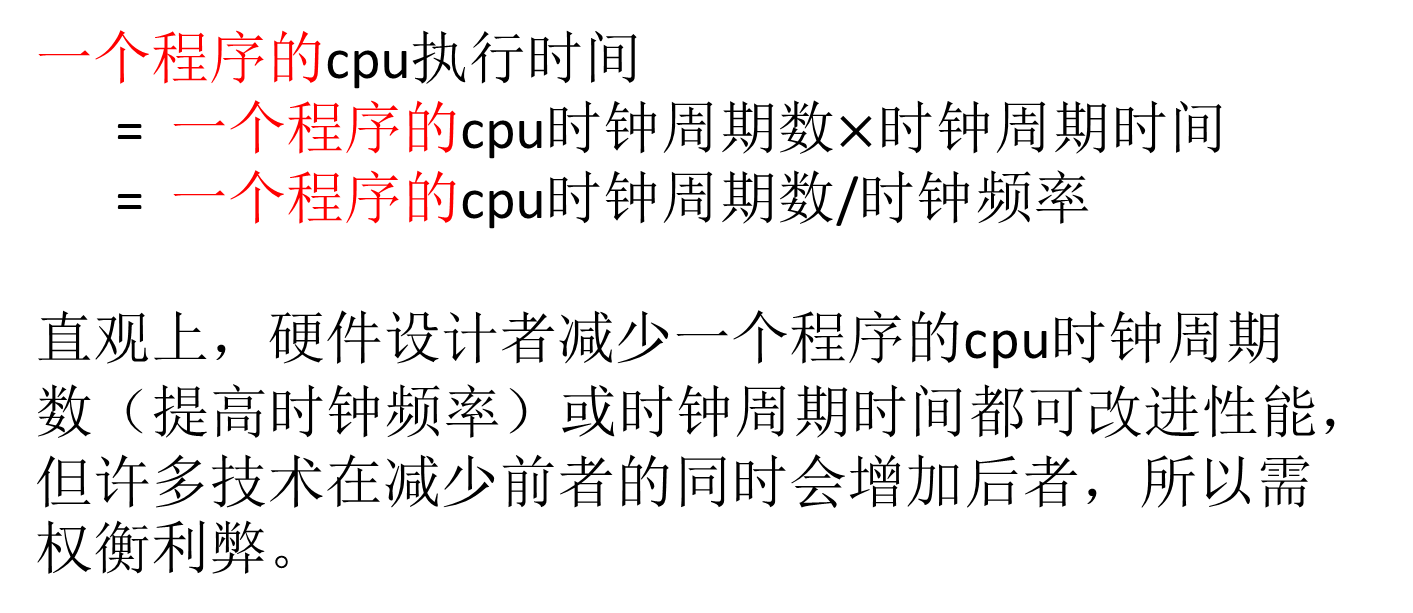 一个程序的cpu执行时间
= 一个程序的cpu时钟周期数×时钟周期时间
= 一个程序的cpu时钟周期数/时钟频率
直观上，硬件设计者减少一个程序的cpu时钟周期
数（提高时钟频率）或时钟周期时间都可改进性能，
但许多技术在减少前者的同时会增加后者，所以需
权衡利弊。